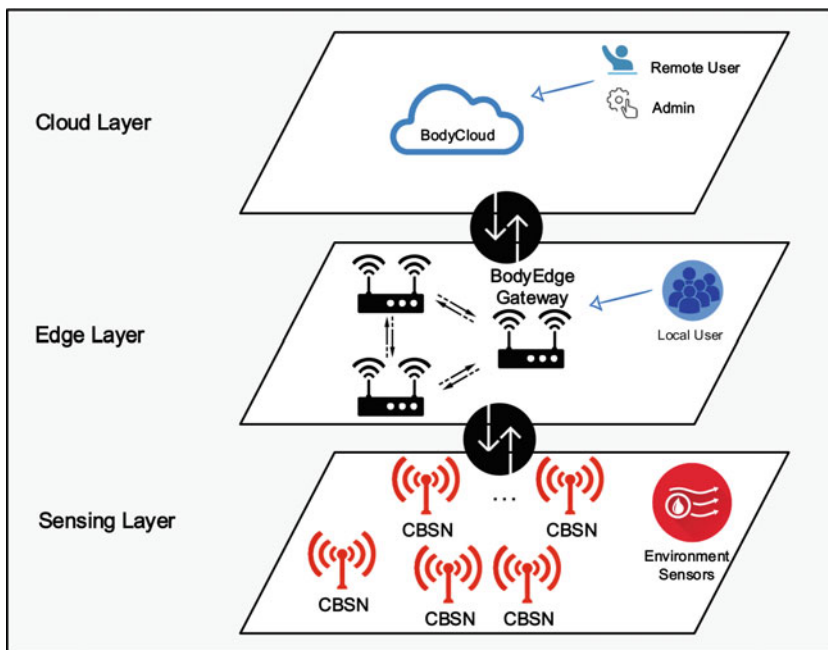 Remote User
Cloud Layer
BodyCloud
Admin
BodyEdge
Gateway
Edge Layer
Local User
Sensing Layer
...
CBSN
CBSN
Environment
Sensors
CBSN
CBSN
CBSN